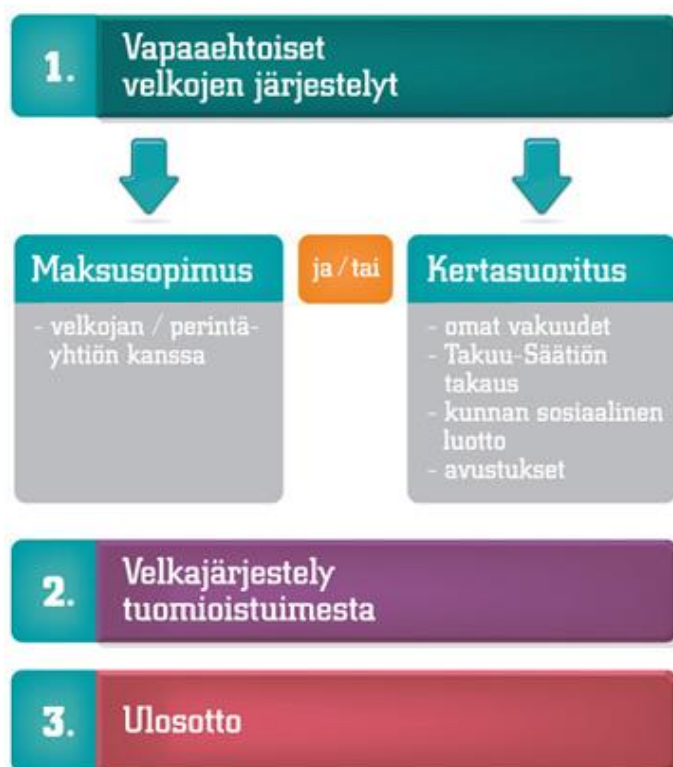 1.
Vapaaehtoiset
velkojen järjestelyt
Maksusopimus
- velkojan / perintä-
yhtiön kanssa
ja / tai
Kertasuoritus
- omat vakuudet
- Takuu-Säätiön
takaus
- kunnan sosiaalinen
luotto
- avustukset
2.
Velkajärjestely
tuomioistuimesta
3.
Ulosotto